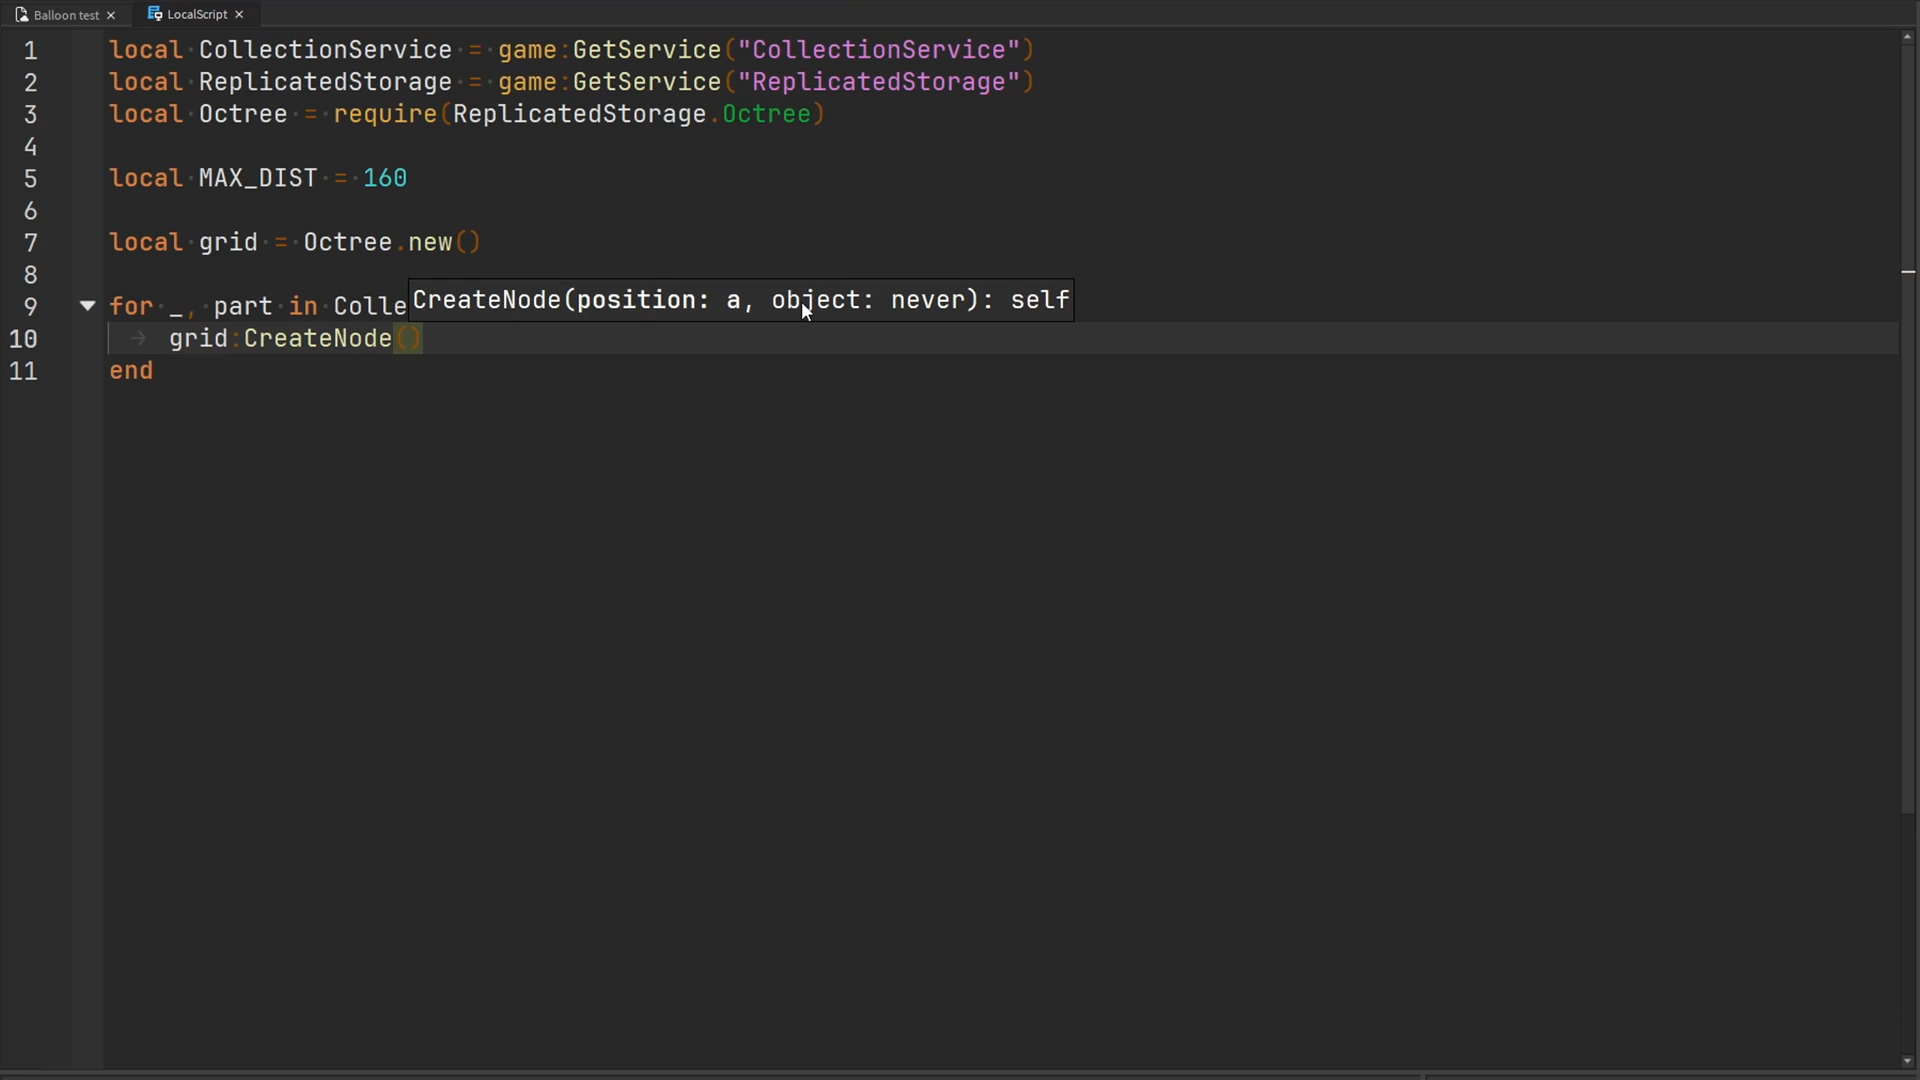 Balloon test
LocalScript
1 local CollectionService = game:GetService("CollectionService")
2 local ReplicatedStorage = game:GetService("ReplicatedStorage")
3 local Octree = require(ReplicatedStorage.Octree)
4
5 local MAX_DIST = 160
6
7 local grid = Octree.new()
8
9 for _, part in Colle
CreateNode(position: a, object: never): self
10 grid:CreateNode()
11 end